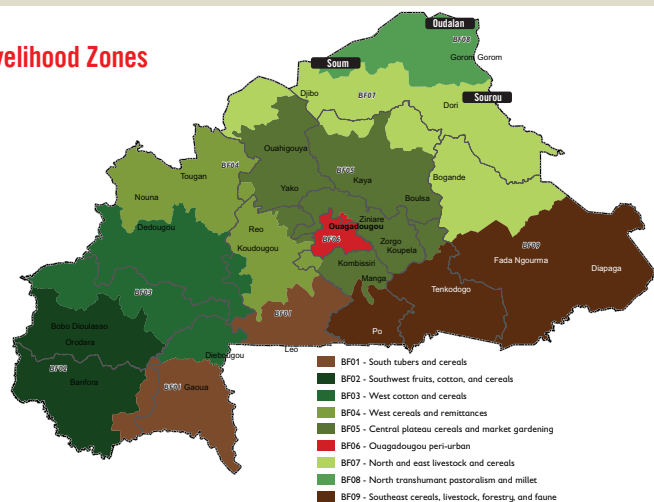 velihood Zones
Oudalan
BF08
Gorom Gorom
Soum
Djibo
BF07
Sourou
Dori
Ouahigouya
Tougan
BF04
BF05
Kaya
Bogande
Nouna
Yako
Boulsa
Dedougou
Reo
Ziniare
Ouagadougou
BF06
Zorgo
Koudougou
Koupela
BF09
Fada Ngourma
Kombissiri
Diapaga
Manga
Tenkodogo
BF03
BF01
Bobo Dioulasso
Po
Orodara
Leo
Diebougou
BF02
Banfora
BF01
Gaoua
BF01 - South tubers and cereals
BF02 - Southwest fruits, cotton, and cereals
BF03 - West cotton and cereals
BF04 - West cereals and remittances
BF05 - Central plateau cereals and market gardening
BF06 - Ouagadougou peri-urban
BF07 - North and east livestock and cereals
BF08 - North transhumant pastoralism and millet
BF09 - Southeast cereals, livestock, forestry, and faune